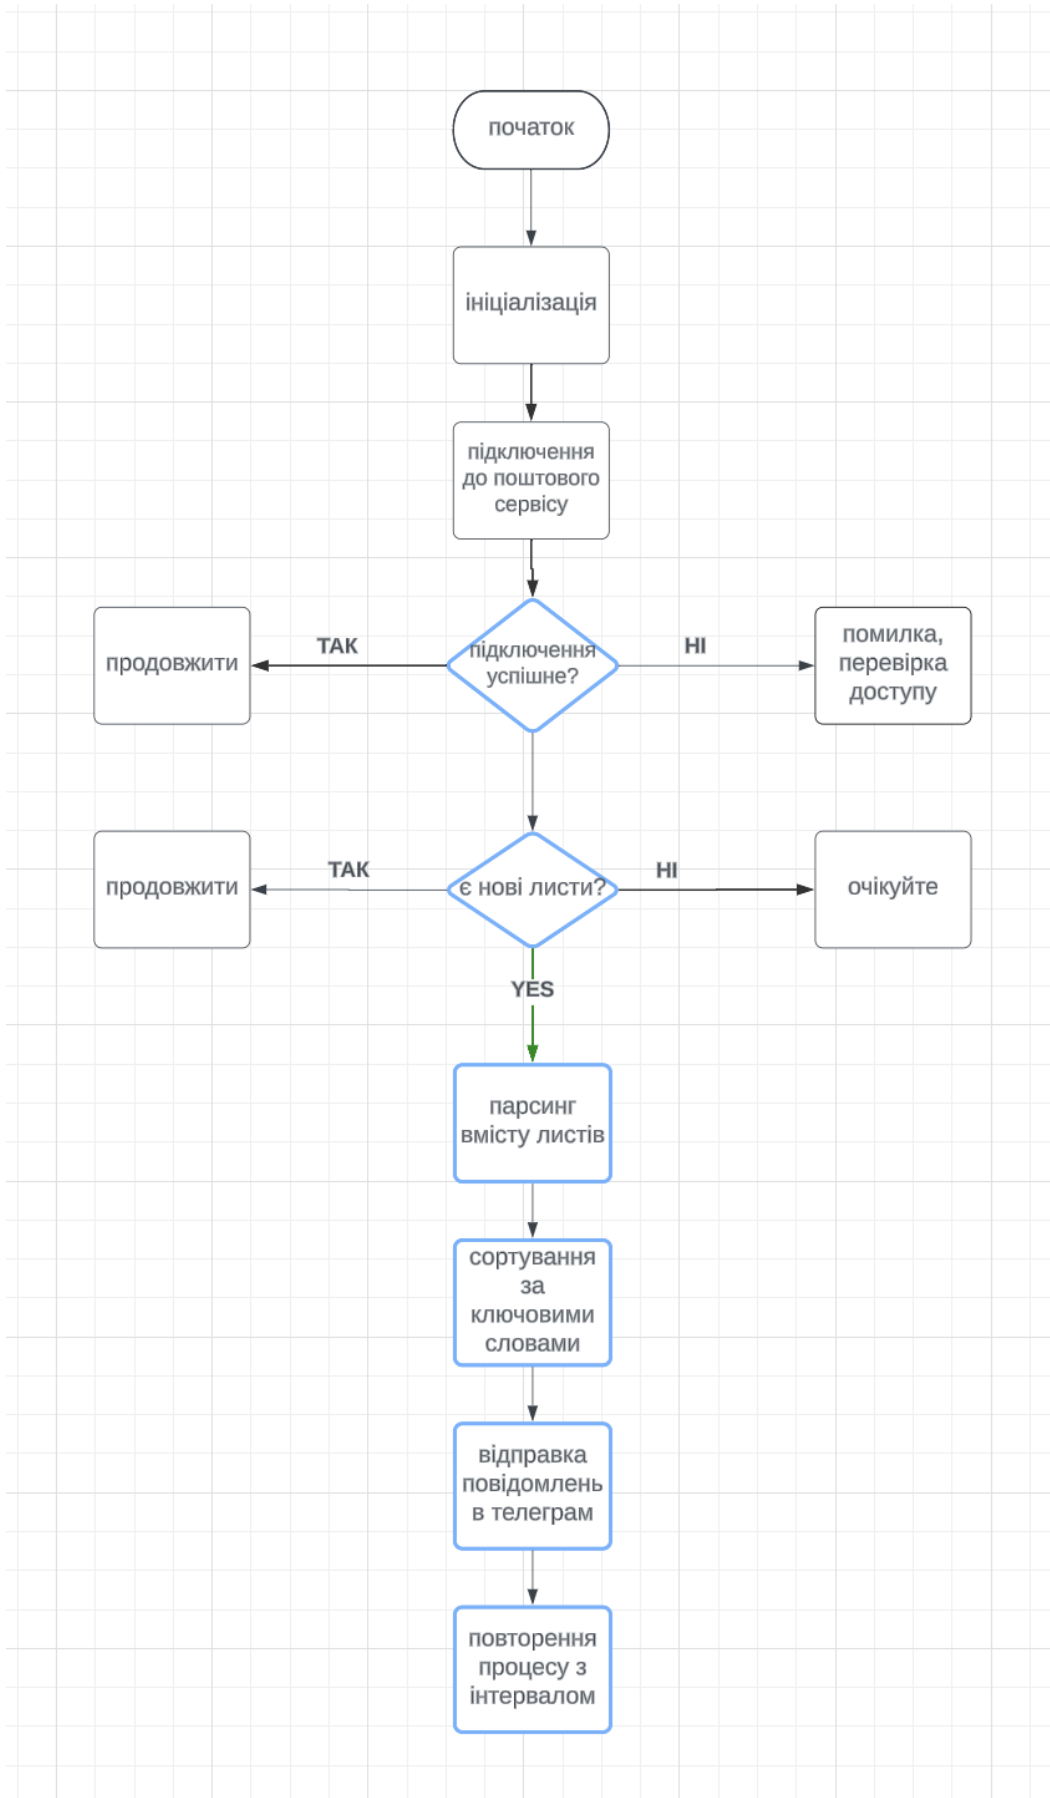 початок
ініціалізація
підключення
до поштового
сервісу
продовжити
ТАК
підключення
успішне?
НІ
помилка,
перевірка
доступу
продовжити
ТАК
є нові листи?
НІ
очікуйте
YES
парсинг
вмісту листів
сортування
за
ключовими
словами
відправка
повідомлень
в телеграм
повторення
процесу з
інтервалом